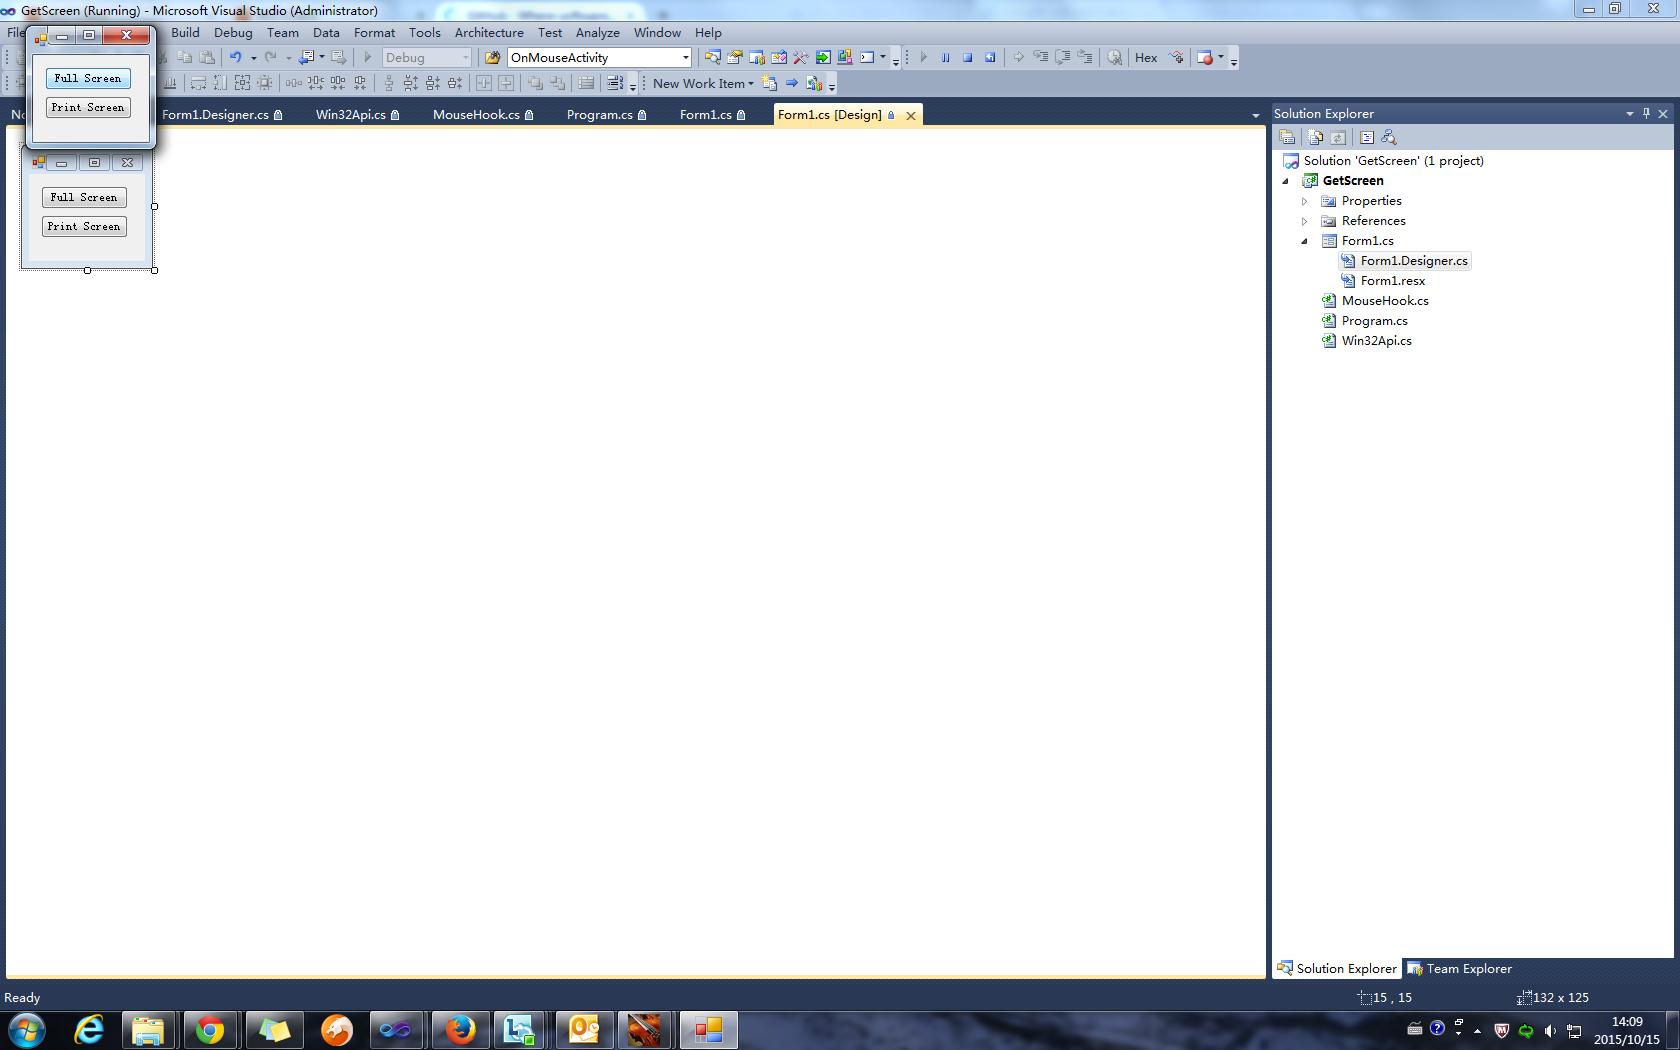 GetScreen (Running) - Microsoft Visual Studio (Administrator)
Build Debug Team Data Format Tools Architecture Test Analyze Window Help
Debug OnMouseActivity Hex
New Work Item
Full Screen
Print Screen
Form1.Designer.cs Win32Api.cs MouseHook.cs Program.cs Form1.cs Form1.cs [Design]
Full Screen
Print Screen
Solution Explorer
Solution 'GetScreen' (1 project)
GetScreen
Properties
References
Form1.cs
Form1.Designer.cs
Form1.resx
MouseHook.cs
Program.cs
Win32Api.cs
Solution Explorer Team Explorer
Ready 15 , 15 132 x 125
14:09
2015/10/15